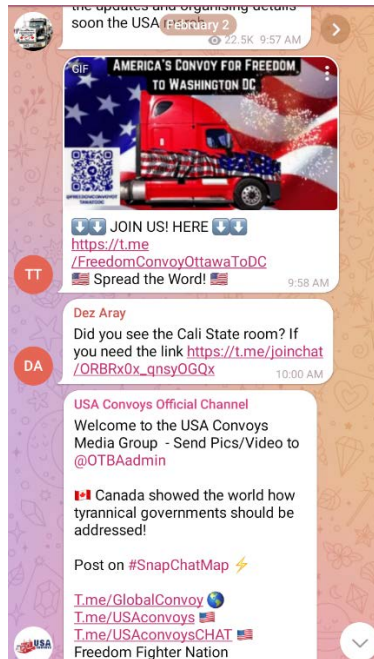 the updates and organising details
soon the USA
February 2
22.5K 9:57 AM
GIF
AMERICA'S CONVOY FOR FREEDOM
TO WASHINGTON DC
⬇️⬇️ JOIN US! HERE ⬇️⬇️
https://t.me
/FreedomConvoyOttawaToDC
🇺🇸 Spread the Word! 🇺🇸
9:58 AM
TT
Dez Aray
Did you see the Cali State room? If
you need the link https://t.me/joinchat
/ORBRx0x_qnsyOGQx
10:00 AM
DA
USA Convoys Official Channel
Welcome to the USA Convoys
Media Group - Send Pics/Video to
@OTBAadmin
🇨🇦 Canada showed the world how
tyrannical governments should be
addressed!
Post on #SnapChatMap ⚡
T.me/GlobalConvoy 🌎
T.me/USAconvoys 🇺🇸
T.me/USAconvoysCHAT 🇺🇸
Freedom Fighter Nation
USA